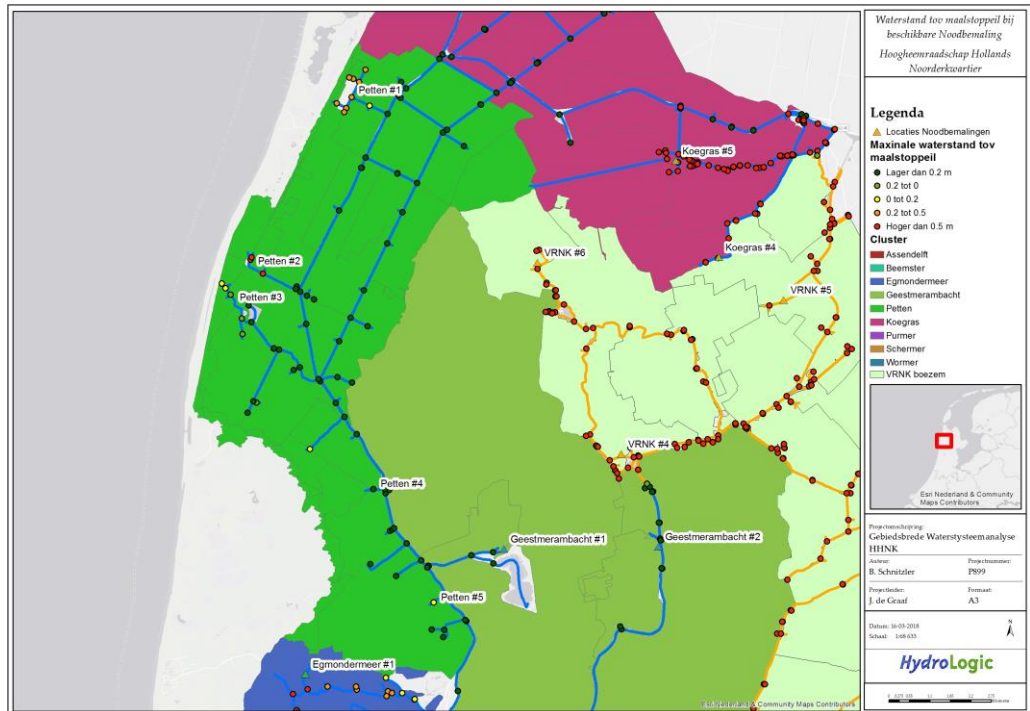 Petten #1
Koegras #5
Petten #2
VRNK #6
Koegras #4
Petten #3
VRNK #5
VRNK #4
Petten #4
Geestmerambacht #1
Geestmerambacht #2
Petten #5
Egmondermeer #1
Esri Nederland & Community Maps Contributors
Waterstand tov maalstoppeil bij
beschikbare Noodbemaling
Hoogheemraadschap Hollands
Noorderkwartier
Legenda
Locaties Noodbemalingen
Maximale waterstand tov
maalstoppeil
Lager dan 0.2 m
0.2 tot 0
0 tot 0.2
0.2 tot 0.5
Hoger dan 0.5 m
Cluster
Assendelft
Beemster
Egmondermeer
Geestmerambacht
Petten
Koegras
Purmer
Schermer
Wormer
VRNK boezem
Esri Nederland & Community
Maps Contributors
Projectomschrijving:
Gebiedsbrede Waterstysteemanalyse
HHNK
Auteur: Projectnummer:
B. Schnitzler P899
Projectleider: Formaat:
J. de Graaf A3
Datum: 16-03-2018
Schaal: 1:68 633
N
HydroLogic